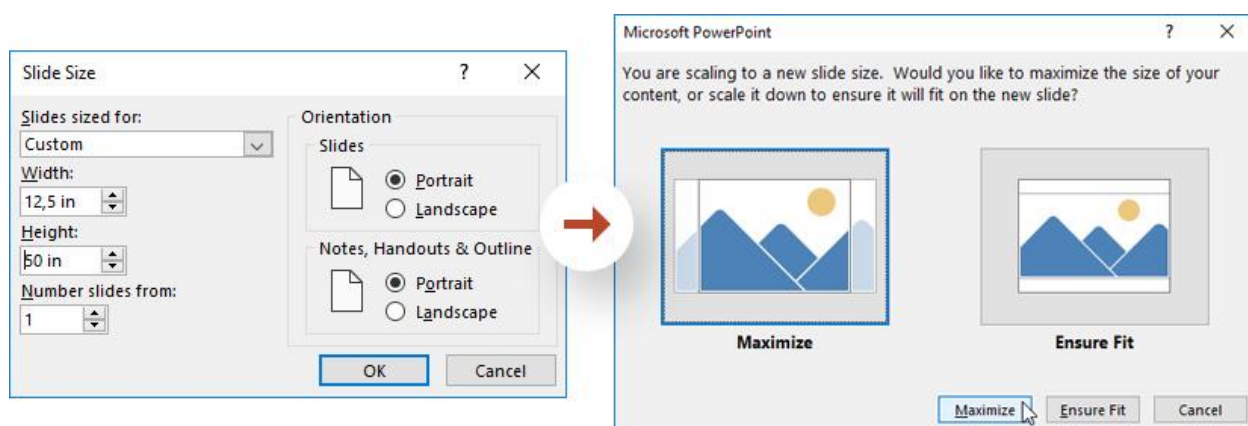 Slide Size
?
Slides sized for:
Custom
Width:
12,5 in
Height:
50 in
Number slides from:
1
Orientation
Slides
Portrait
Landscape
Notes, Handouts & Outline
Portrait
Landscape
OK
Cancel
Microsoft PowerPoint
?
You are scaling to a new slide size. Would you like to maximize the size of your
content, or scale it down to ensure it will fit on the new slide?
Maximize
Ensure Fit
Maximize
Ensure Fit
Cancel